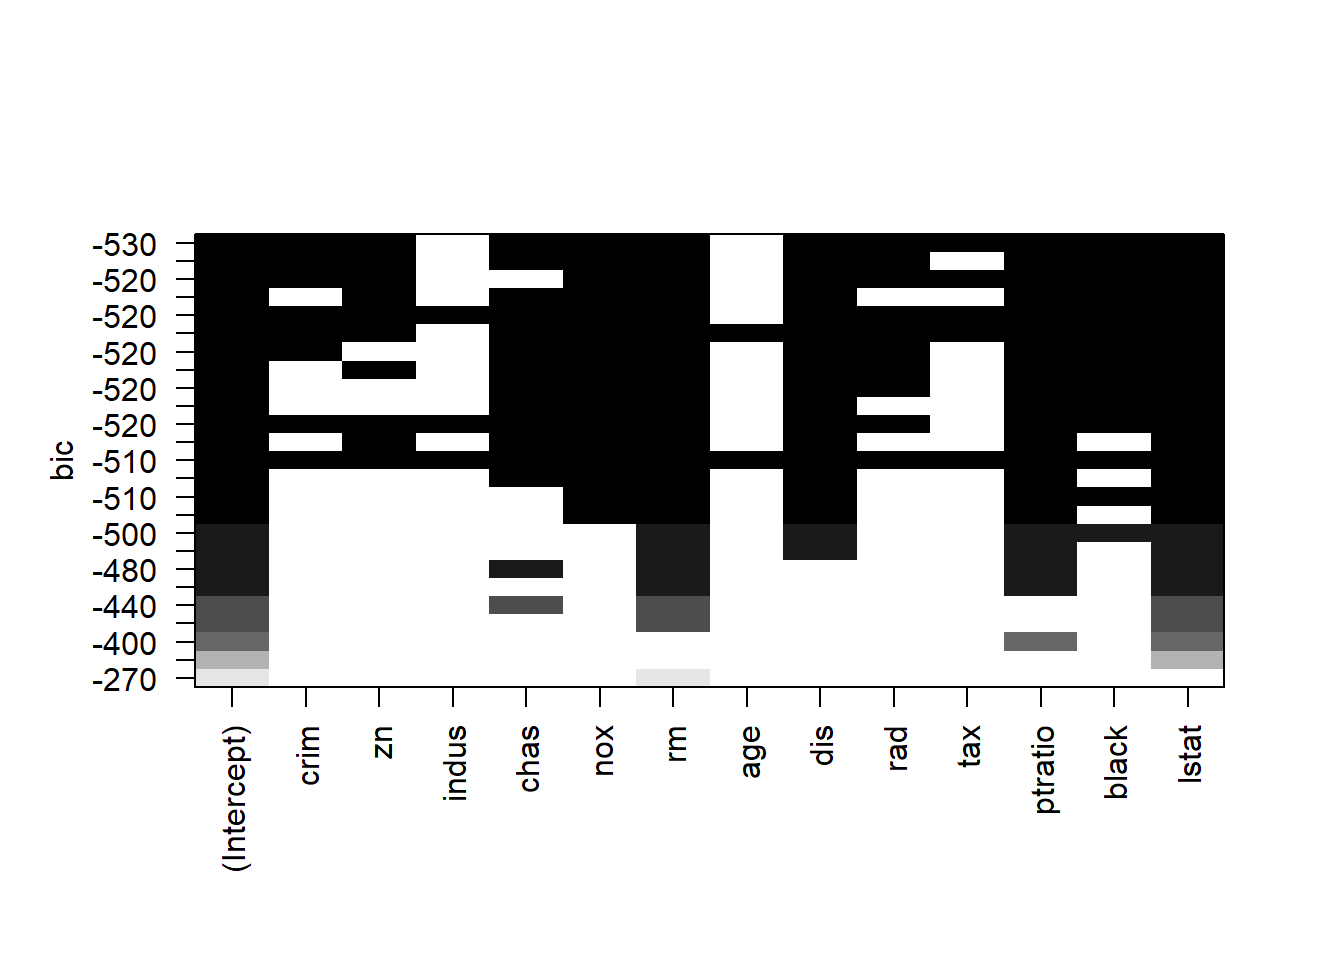 bic
-530
-520
-520
-520
-520
-520
-510
-510
-500
-480
-440
-400
-270
(Intercept)
crim
zn
indus
chas
nox
rm
age
dis
rad
tax
ptratio
black
lstat